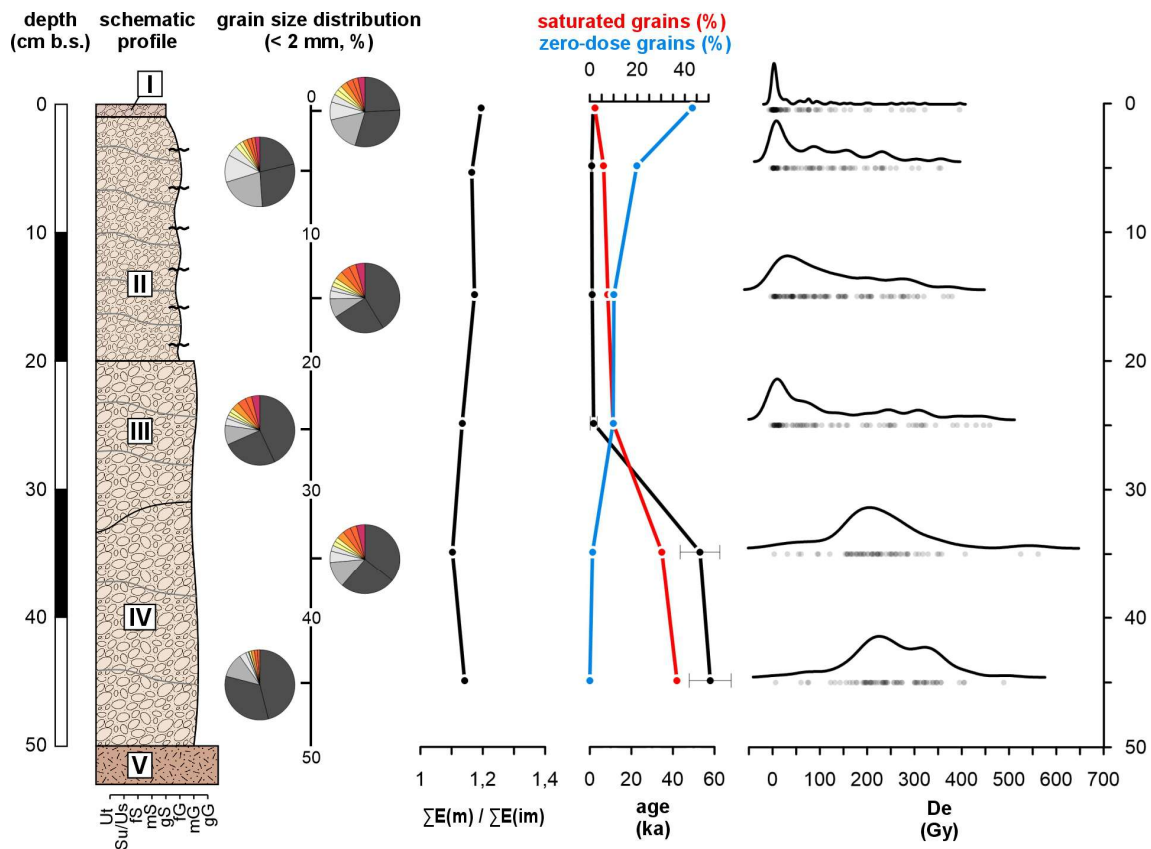 depth
(cm b.s.)
schematic
profile
grain size distribution
(< 2 mm, %)
saturated grains (%)
zero-dose grains (%)
0 20 40
I
II
III
IV
V
0
10
20
30
40
50
0
10
20
30
40
50
0
10
20
30
40
50
Ut
Su/Us
fS
mS
gS
fG
mG
gG
1 1,2 1,4
∑E(m) / ∑E(im)
0 20 40 60
age
(ka)
0 100 200 300 400 500 600 700
De
(Gy)